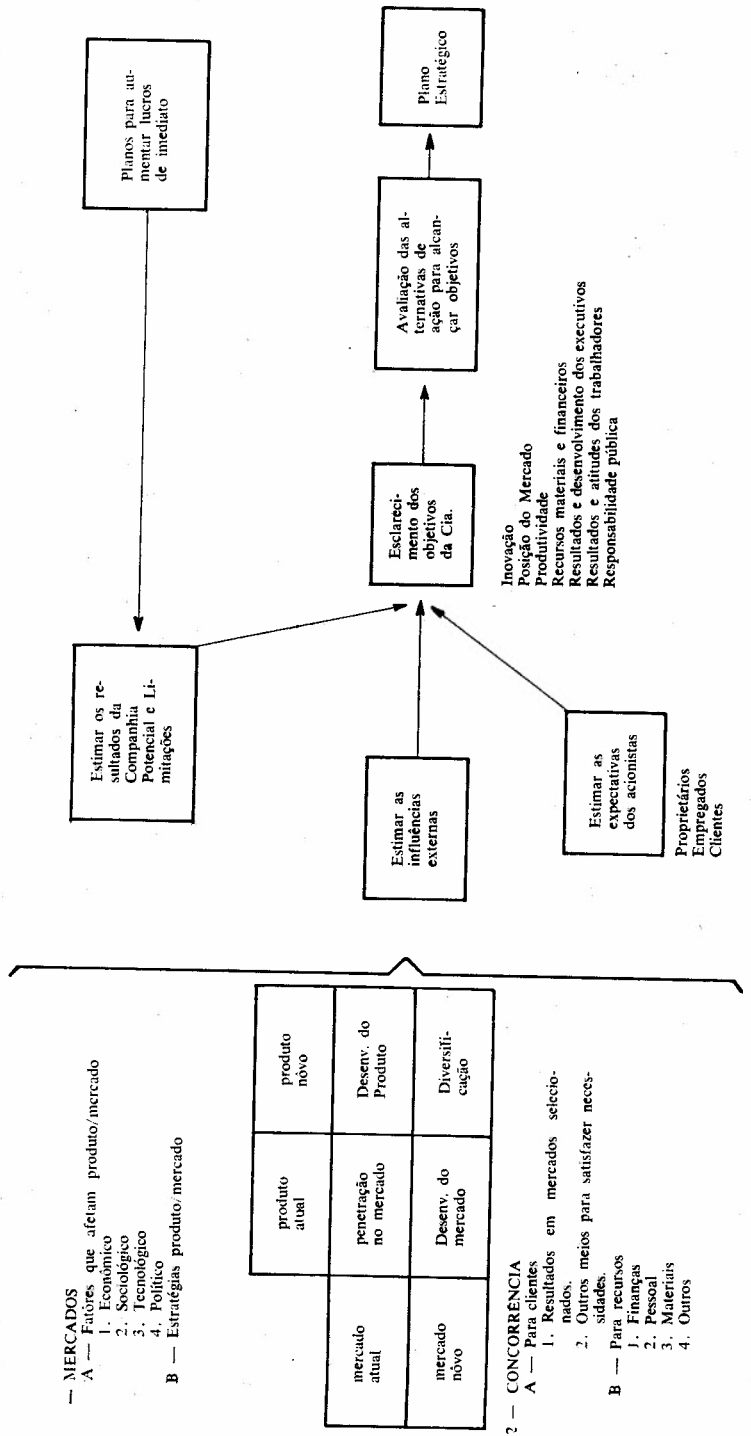 — MERCADOS
A — Fatôres que afetam produto/mercado
1. Econômico
2. Sociológico
3. Tecnológico
4. Político
B — Estratégias produto/mercado
produto
atual
produto
nôvo
mercado
atual
penetração
no mercado
Desenv. do
Produto
mercado
nôvo
Desenv. do
mercado
Diversifi-
cação
2 — CONCORRÊNCIA
A — Para clientes
1. Resultados em mercados selecio-
nados.
2. Outros meios para satisfazer neces-
sidades.
B — Para recursos
1. Finanças
2. Pessoal
3. Materiais
4. Outros
Estimar os re-
sultados da
Companhia
Potencial e Li-
mitações
Estimar as
influências
externas
Estimar as
expectativas
dos acionistas
Proprietários
Empregados
Clientes
Planos para au-
mentar lucros
de imediato
Esclareci-
mento dos
objetivos
da Cia.
Avaliação das al-
ternativas de
ação para alcan-
çar objetivos
Plano
Estratégico
Inovação
Posição do Mercado
Produtividade
Recursos materiais e financeiros
Resultados e desenvolvimento dos executivos
Resultados e atitudes dos trabalhadores
Responsabilidade pública